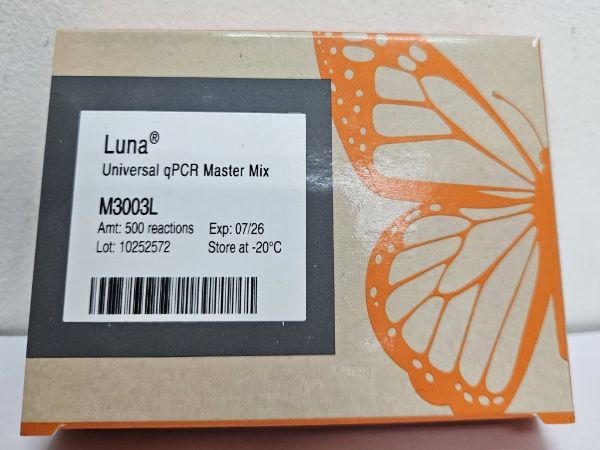 Luna®
Universal qPCR Master Mix
M3003L
Amt: 500 reactions Exp: 07/26
Lot: 10252572 Store at -20°C